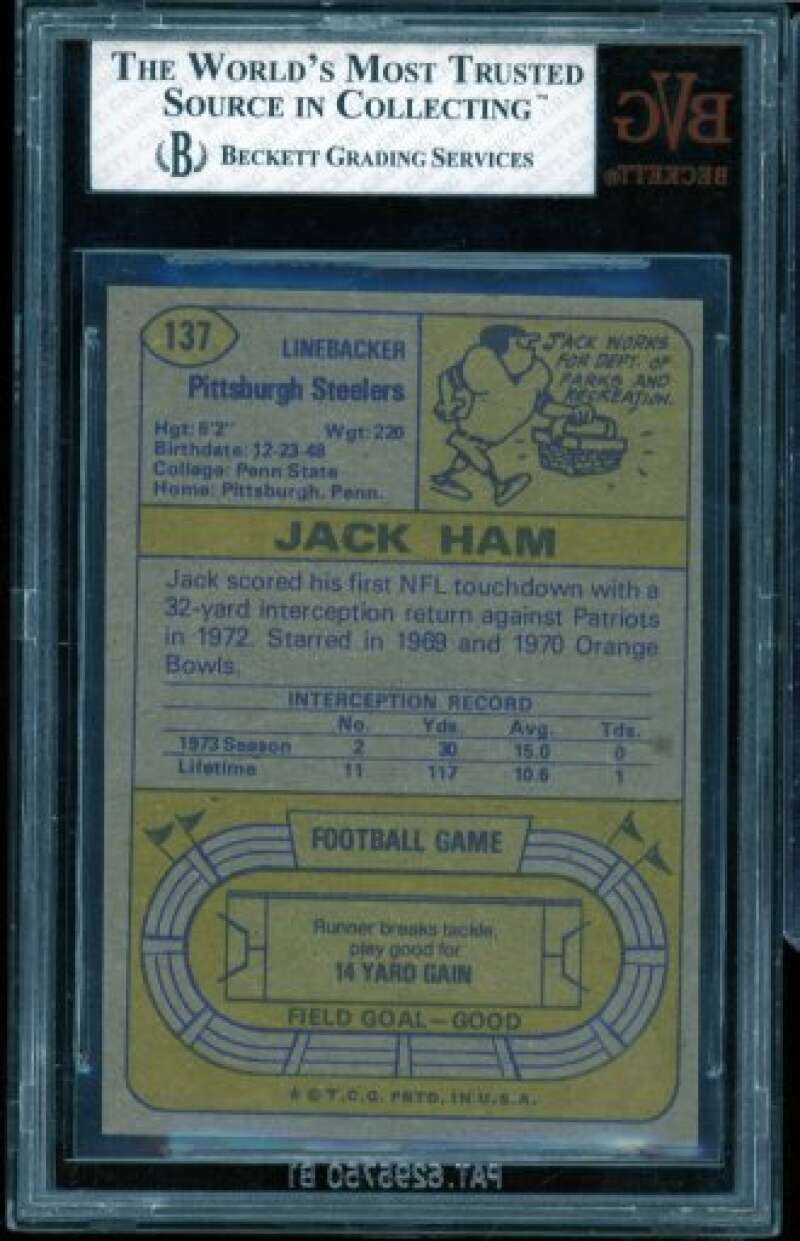 THE WORLD'S MOST TRUSTED
SOURCE IN COLLECTING™
(B) BECKETT GRADING SERVICES
BVG
BECKETT®
137
LINEBACKER
Pittsburgh Steelers
Hgt: 6'2" Wgt: 220
Birthdate: 12-23-48
College: Penn State
Home: Pittsburgh, Penn.
JACK WORKS
FOR DEPT. OF
PARKS AND
RECREATION.
JACK HAM
Jack scored his first NFL touchdown with a
32-yard interception return against Patriots
in 1972. Starred in 1969 and 1970 Orange
Bowls.
INTERCEPTION RECORD
No. Yds. Avg. Tds.
1973 Season 2 30 15.0 0
Lifetime 11 117 10.6 1
FOOTBALL GAME
Runner breaks tackle,
play good for
14 YARD GAIN
FIELD GOAL—GOOD
* © T.C.G. PRTD. IN U.S.A.
PAT. 6296750 B1